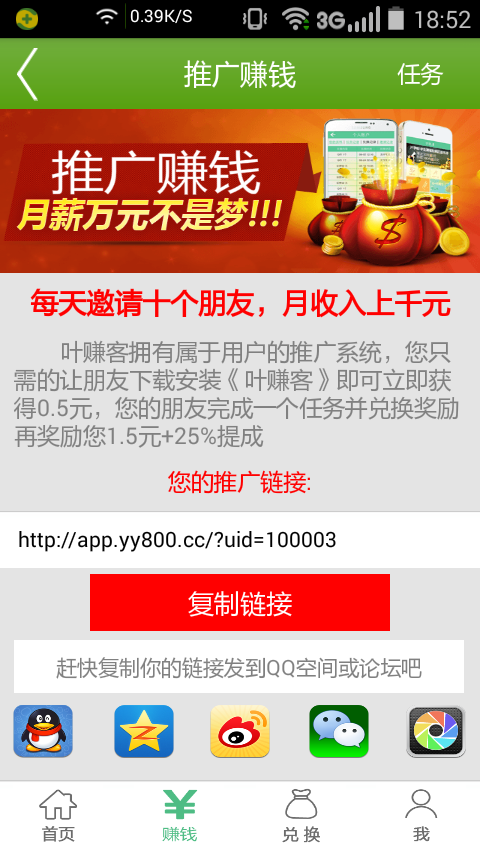 0.39K/S
3G
18:52
推广赚钱
任务
推广赚钱
月薪万元不是梦!!!
每天邀请十个朋友，月收入上千元
叶赚客拥有属于用户的推广系统，您只
需的让朋友下载安装《叶赚客》即可立即获
得0.5元，您的朋友完成一个任务并兑换奖励
再奖励您1.5元+25%提成
您的推广链接:
http://app.yy800.cc/?uid=100003
复制链接
赶快复制你的链接发到QQ空间或论坛吧
首页
赚钱
兑 换
我